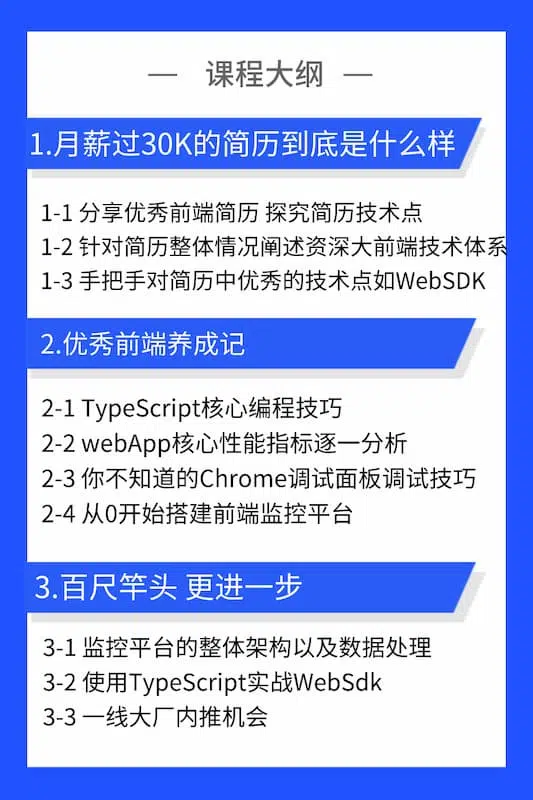 — 课程大纲 —
1.月薪过30K的简历到底是什么样
1-1 分享优秀前端简历 探究简历技术点
1-2 针对简历整体情况阐述资深大前端技术体系
1-3 手把手对简历中优秀的技术点如WebSDK
2.优秀前端养成记
2-1 TypeScript核心编程技巧
2-2 webApp核心性能指标逐一分析
2-3 你不知道的Chrome调试面板调试技巧
2-4 从0开始搭建前端监控平台
3.百尺竿头 更进一步
3-1 监控平台的整体架构以及数据处理
3-2 使用TypeScript实战WebSdk
3-3 一线大厂内推机会